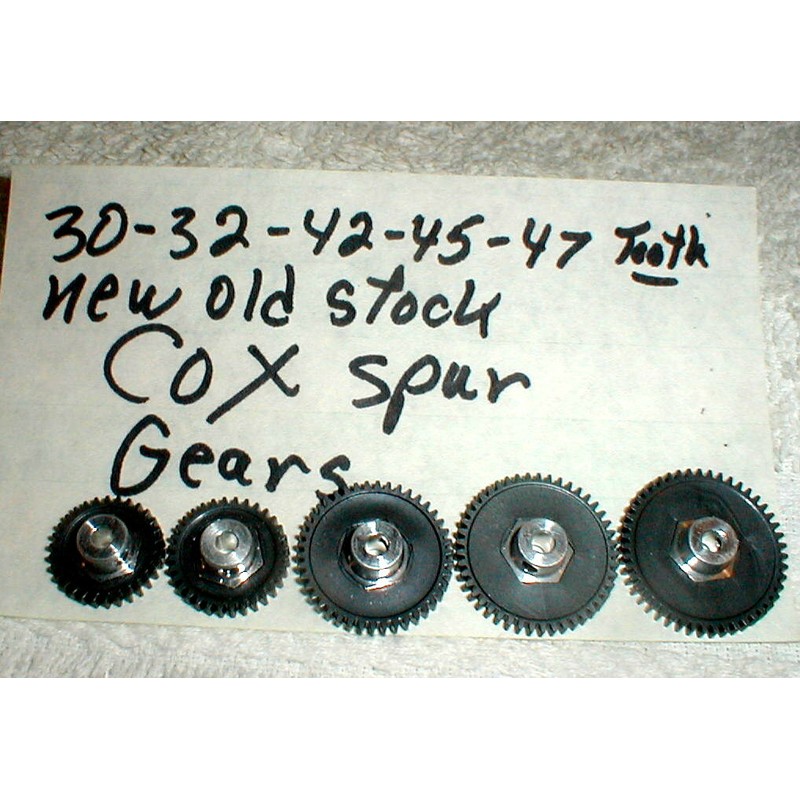 30-32-42-45-47 Tooth
new old stock
Cox spur
Gears